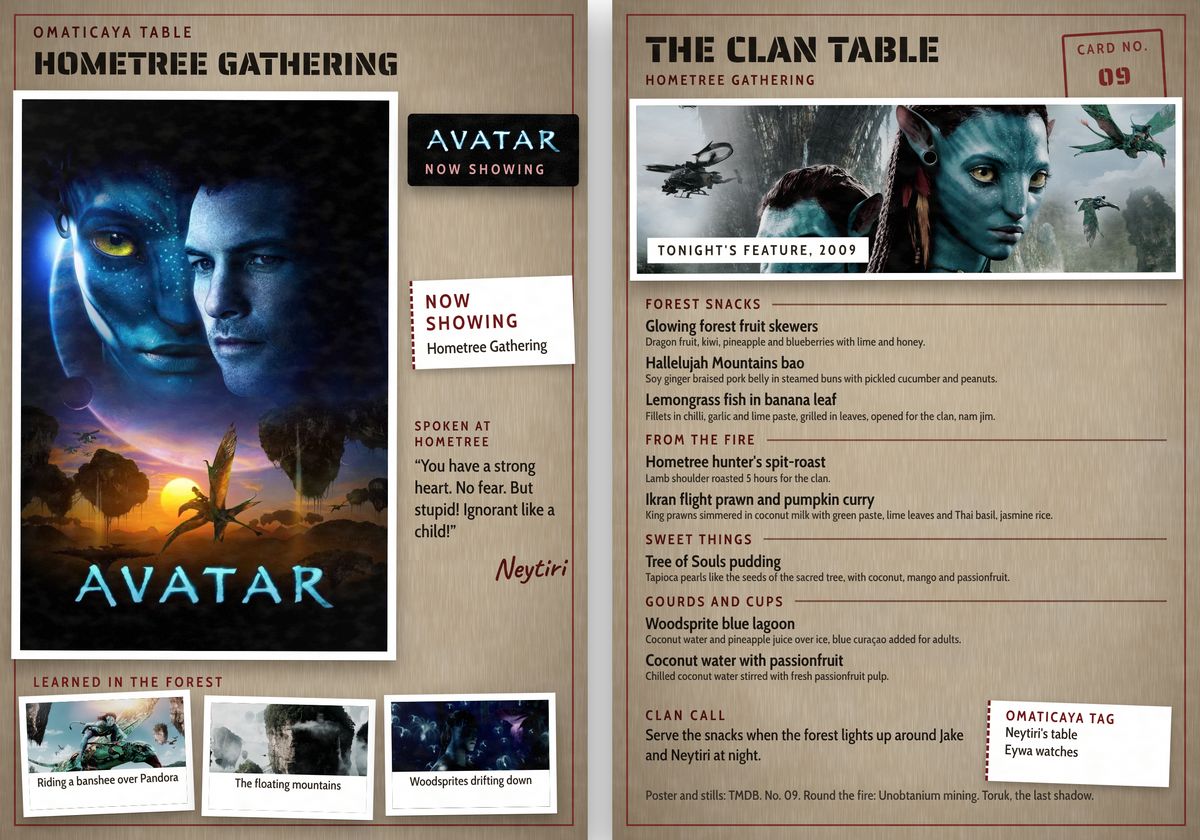 OMATICAYA TABLE
HOMETREE GATHERING
AVATAR
NOW SHOWING
NOW
SHOWING
Hometree Gathering
SPOKEN AT
HOMETREE
“You have a strong
heart. No fear. But
stupid! Ignorant like a
child!”
Neytiri
AVATAR
LEARNED IN THE FOREST
Riding a banshee over Pandora
The floating mountains
Woodsprites drifting down
THE CLAN TABLE
HOMETREE GATHERING
CARD NO.
09
TONIGHT'S FEATURE, 2009
FOREST SNACKS
Glowing forest fruit skewers
Dragon fruit, kiwi, pineapple and blueberries with lime and honey.
Hallelujah Mountains bao
Soy ginger braised pork belly in steamed buns with pickled cucumber and peanuts.
Lemongrass fish in banana leaf
Fillets in chilli, garlic and lime paste, grilled in leaves, opened for the clan, nam jim.
FROM THE FIRE
Hometree hunter's spit-roast
Lamb shoulder roasted 5 hours for the clan.
Ikran flight prawn and pumpkin curry
King prawns simmered in coconut milk with green paste, lime leaves and Thai basil, jasmine rice.
SWEET THINGS
Tree of Souls pudding
Tapioca pearls like the seeds of the sacred tree, with coconut, mango and passionfruit.
GOURDS AND CUPS
Woodsprite blue lagoon
Coconut water and pineapple juice over ice, blue curaçao added for adults.
Coconut water with passionfruit
Chilled coconut water stirred with fresh passionfruit pulp.
CLAN CALL
Serve the snacks when the forest lights up around Jake
and Neytiri at night.
OMATICAYA TAG
Neytiri's table
Eywa watches
Poster and stills: TMDB. No. 09. Round the fire: Unobtanium mining. Toruk, the last shadow.